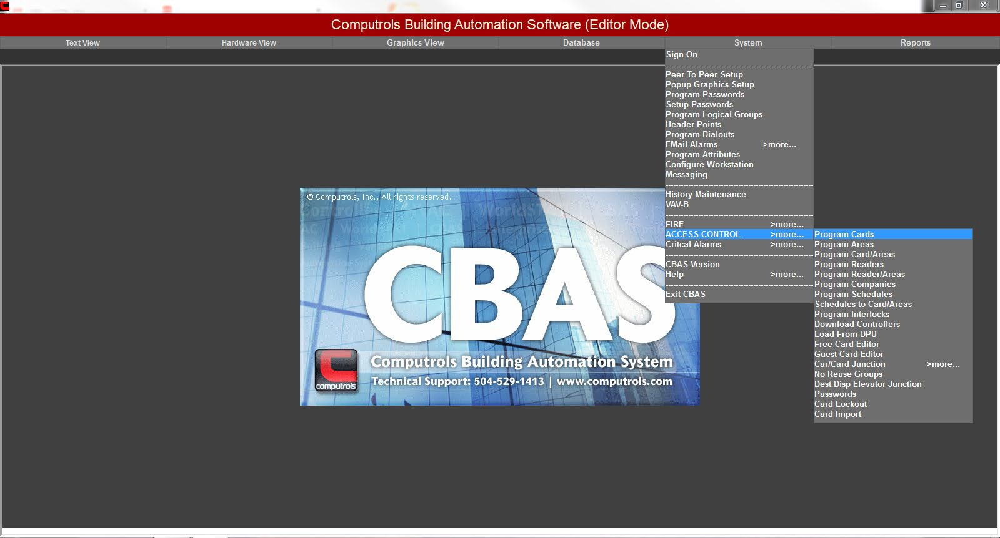 Computrols Building Automation Software (Editor Mode)
Text View Hardware View Graphics View Database System Reports
Sign On
Peer To Peer Setup
Popup Graphics Setup
Program Passwords
Setup Passwords
Program Logical Groups
Header Points
Program Dialouts
EMail Alarms >more...
Program Attributes
Configure Workstation
Messaging
History Maintenance
VAV-B
FIRE >more...
ACCESS CONTROL >more...
Critcal Alarms >more...
CBAS Version
Help >more...
Exit CBAS
Program Cards
Program Areas
Program Card/Areas
Program Readers
Program Reader/Areas
Program Companies
Program Schedules
Schedules to Card/Areas
Program Interlocks
Download Controllers
Load From DPU
Free Card Editor
Guest Card Editor
Car/Card Junction >more...
No Reuse Groups
Dest Disp Elevator Junction
Passwords
Card Lockout
Card Import
© Computrols, Inc., All rights reserved.
CBAS
Computrols Building Automation System
Technical Support: 504-529-1413 | www.computrols.com
computrols